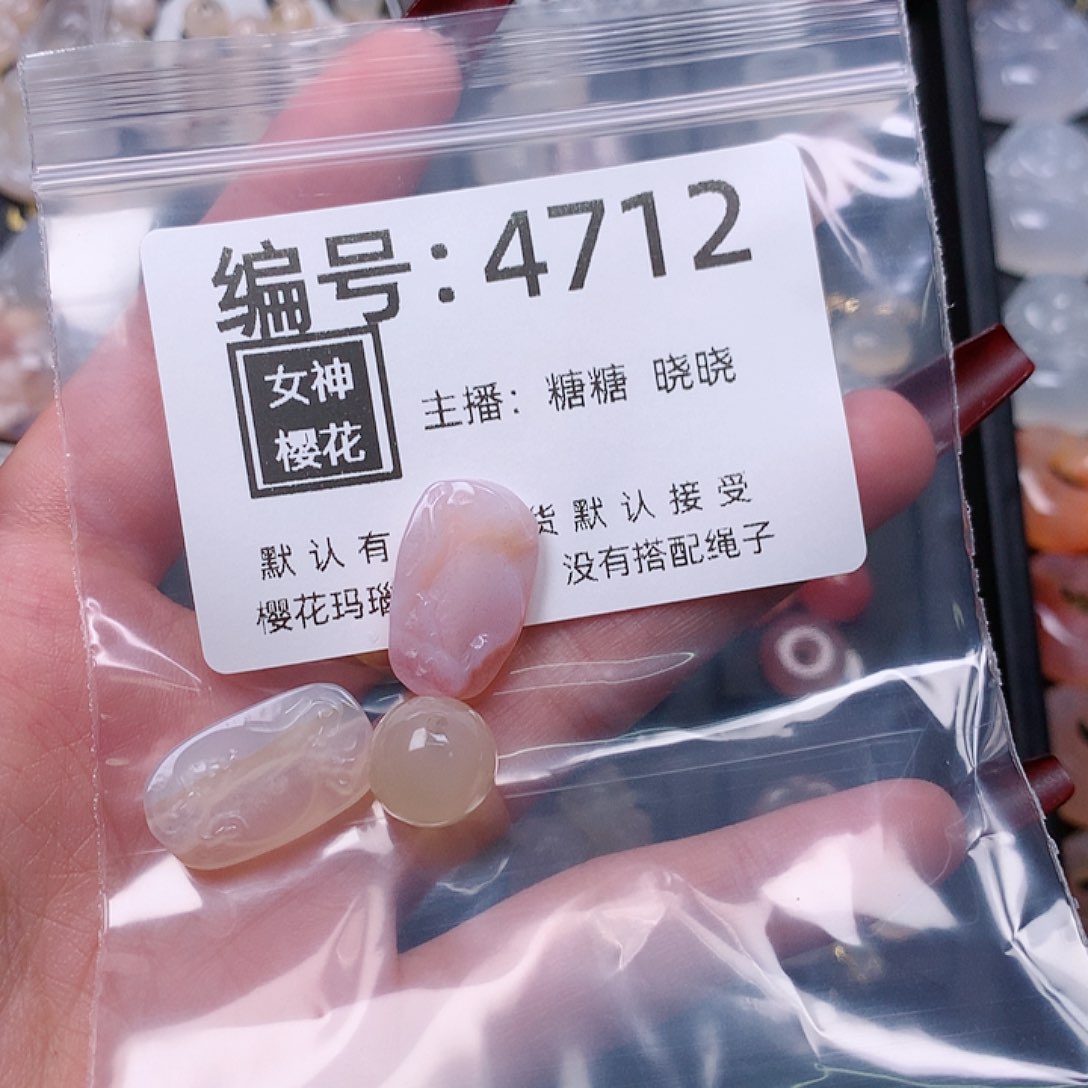 编号:4712
女神
樱花
主播: 糖糖 晓晓
默认有 货默认接受
樱花玛瑙 没有搭配绳子